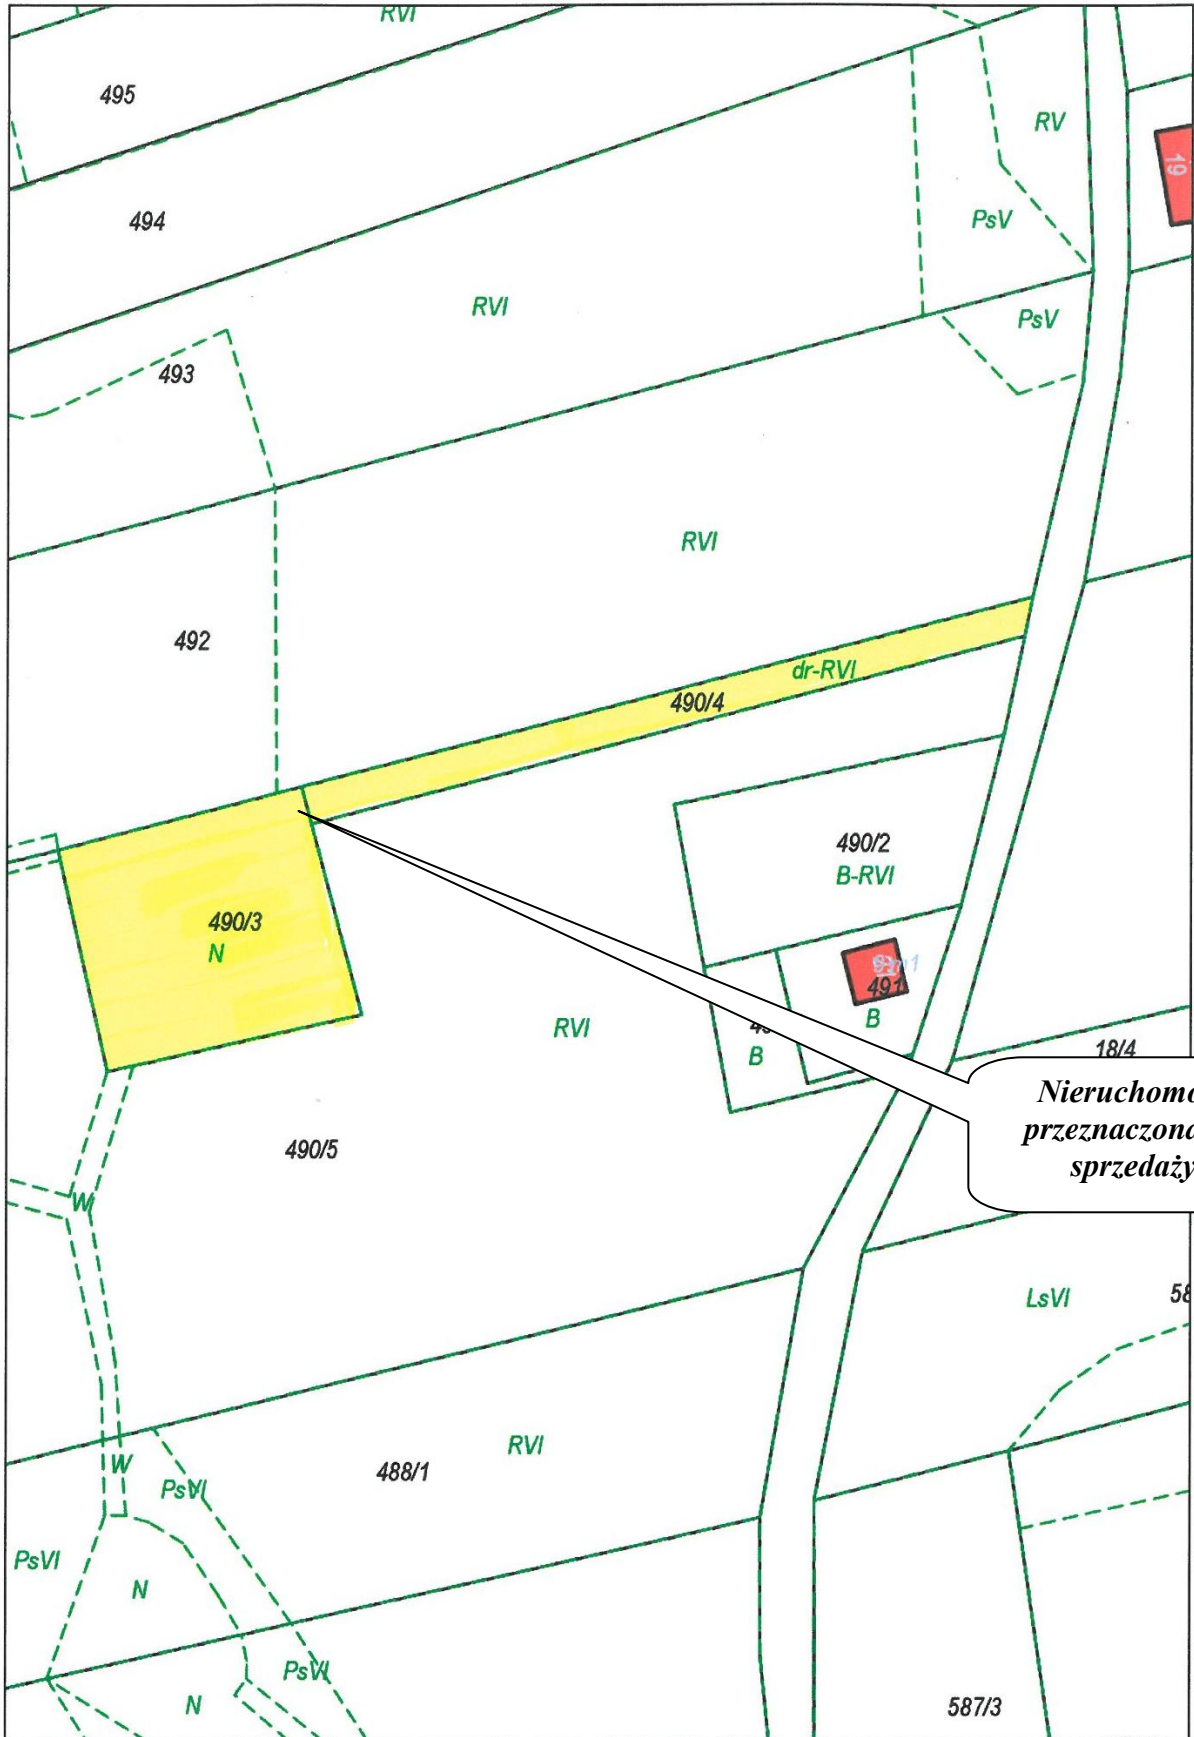 RVI
495
RV
19
494
PsV
RVI
PsV
493
RVI
492
dr-RVI
490/4
490/2
B-RVI
490/3
N
491
B
RVI
B
18/4
Nieruchomo
przeznaczona
sprzedaży
490/5
W
LsVI
58
RVI
488/1
W
PsVI
PsVI
N
PsVI
N
587/3